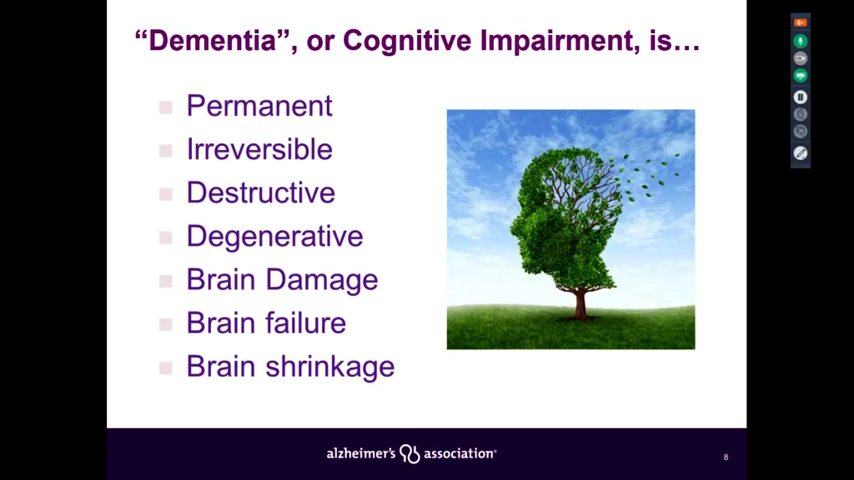 “Dementia”, or Cognitive Impairment, is…
Permanent
Irreversible
Destructive
Degenerative
Brain Damage
Brain failure
Brain shrinkage
alzheimer's association®
8